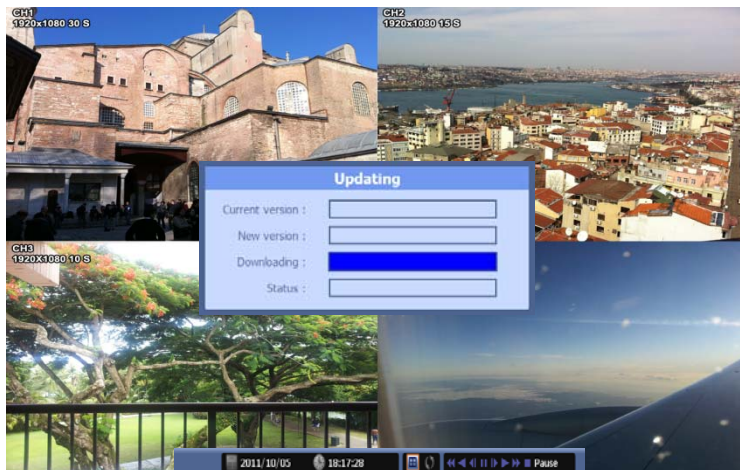 CH1
1920x1080 30 S
CH2
1920x1080 15 S
Updating
Current version :
New version :
Downloading :
Status :
CH3
1920X1080 10 S
2011/10/05 18:17:28 Pause